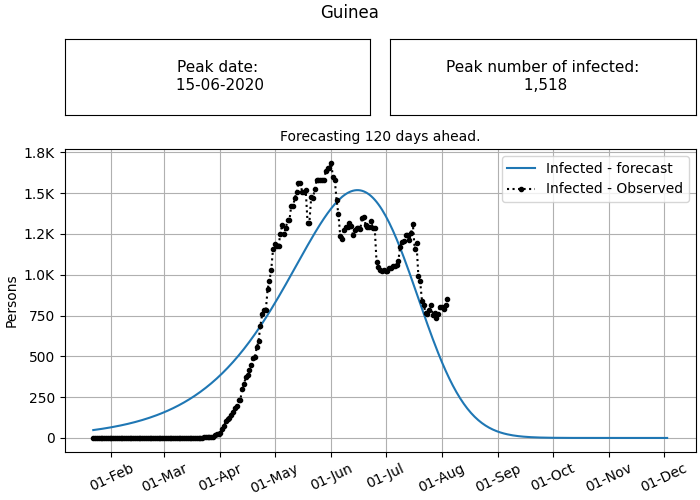 Guinea
Peak date:
15-06-2020
Peak number of infected:
1,518
Forecasting 120 days ahead.
Infected - forecast
Infected - Observed
Persons
1.8K
1.5K
1.2K
1.0K
750
500
250
0
01-Feb
01-Mar
01-Apr
01-May
01-Jun
01-Jul
01-Aug
01-Sep
01-Oct
01-Nov
01-Dec